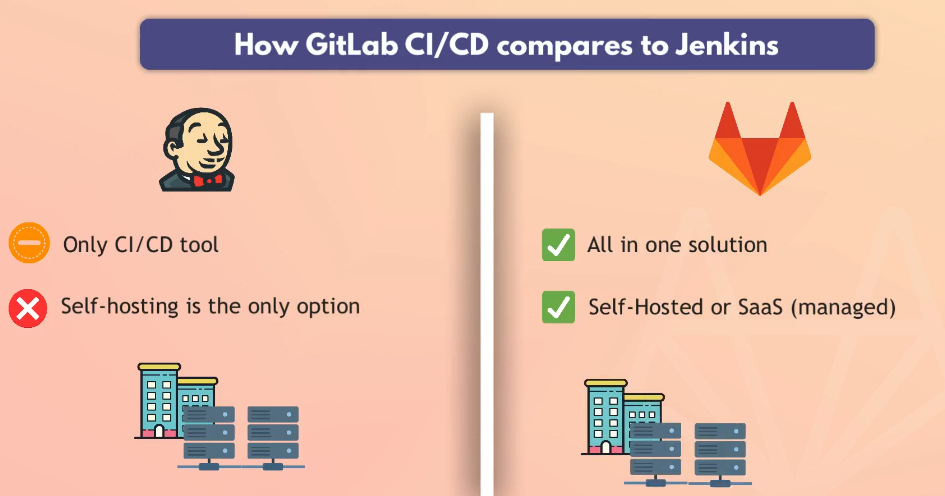 How GitLab CI/CD compares to Jenkins
Only CI/CD tool
Self-hosting is the only option
All in one solution
Self-Hosted or SaaS (managed)